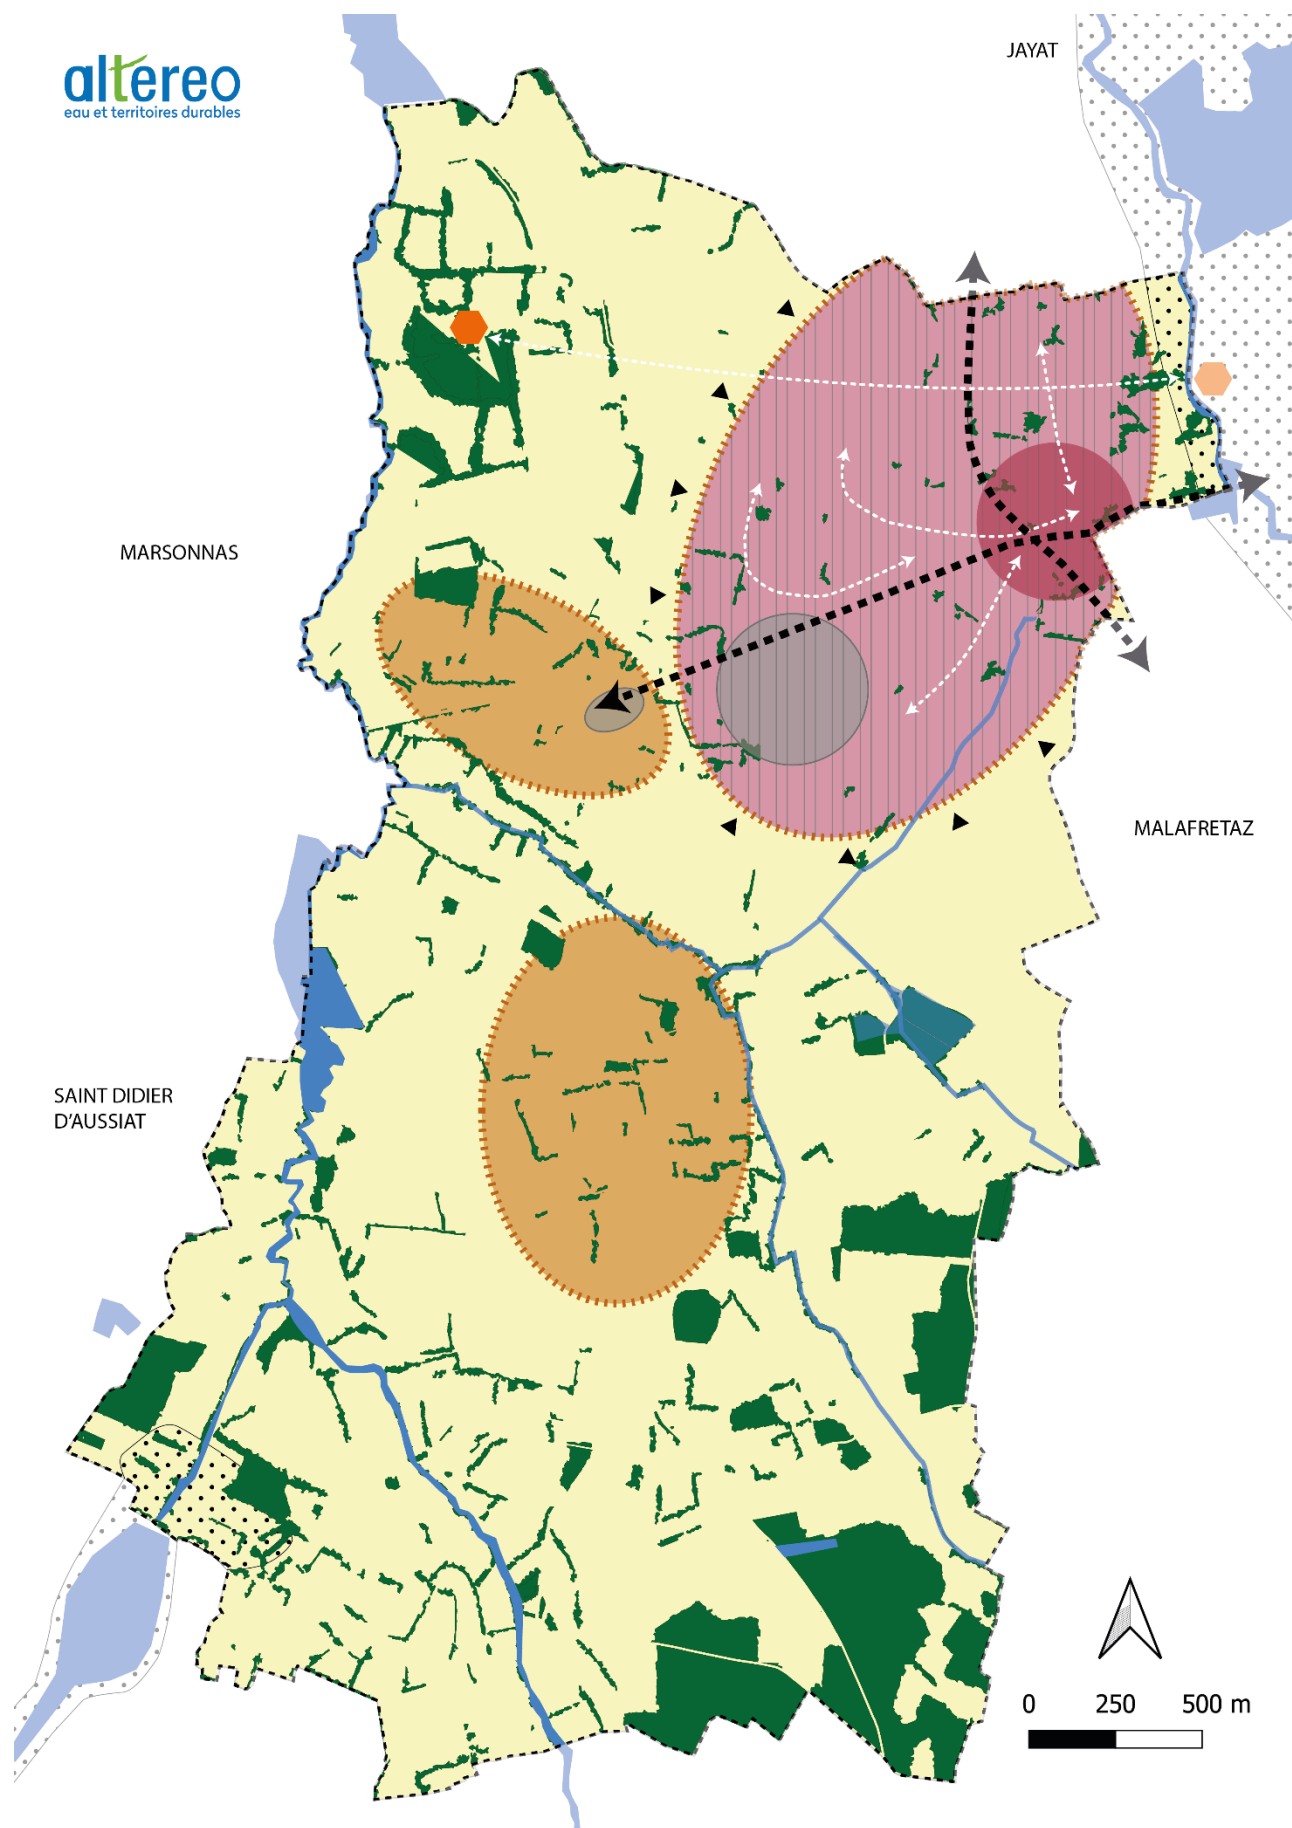 JAYAT
altereo
eau et territoires durables
MARSONNAS
MALAFRETAZ
SAINT DIDIER
D'AUSSIAT
0 250 500 m